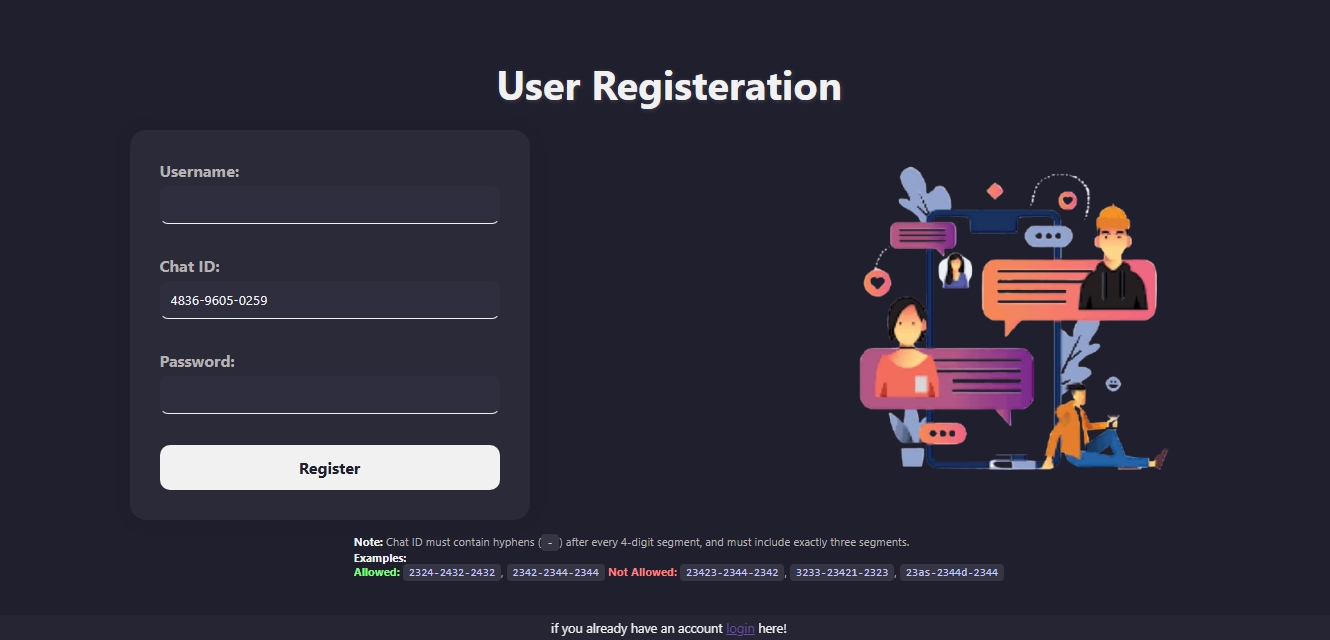 User Registeration
Username:
Chat ID:
4836-9605-0259
Password:
Register
Note: Chat ID must contain hyphens ( - ) after every 4-digit segment, and must include exactly three segments.
Examples:
Allowed: 2324-2432-2432 , 2342-2344-2344 Not Allowed: 23423-2344-2342 , 3233-23421-2323 , 23as-2344d-2344
if you already have an account login here!